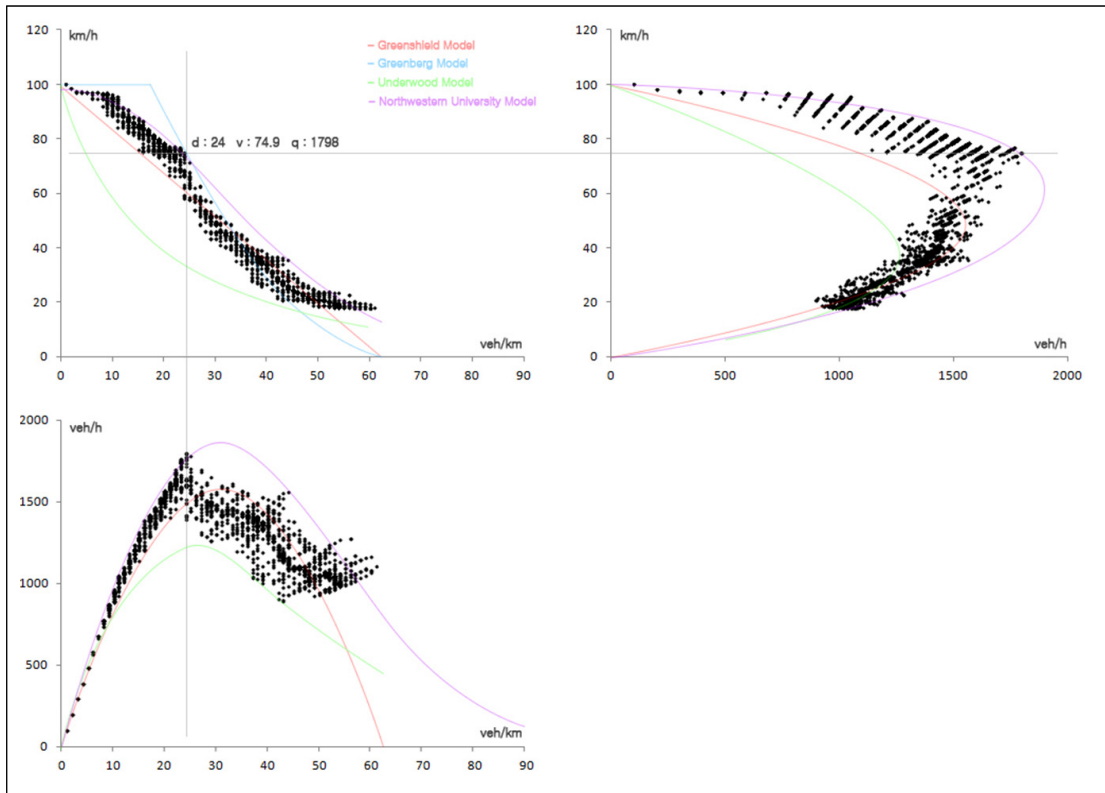 km/h
120
100
80
60
40
20
0
Greenshield Model
Greenberg Model
Underwood Model
Northwestern University Model
d : 24 v : 74.9 q : 1798
veh/km
0 10 20 30 40 50 60 70 80 90
km/h
120
100
80
60
40
20
0
veh/h
0 500 1000 1500 2000
veh/h
2000
1500
1000
500
0
veh/km
0 10 20 30 40 50 60 70 80 90